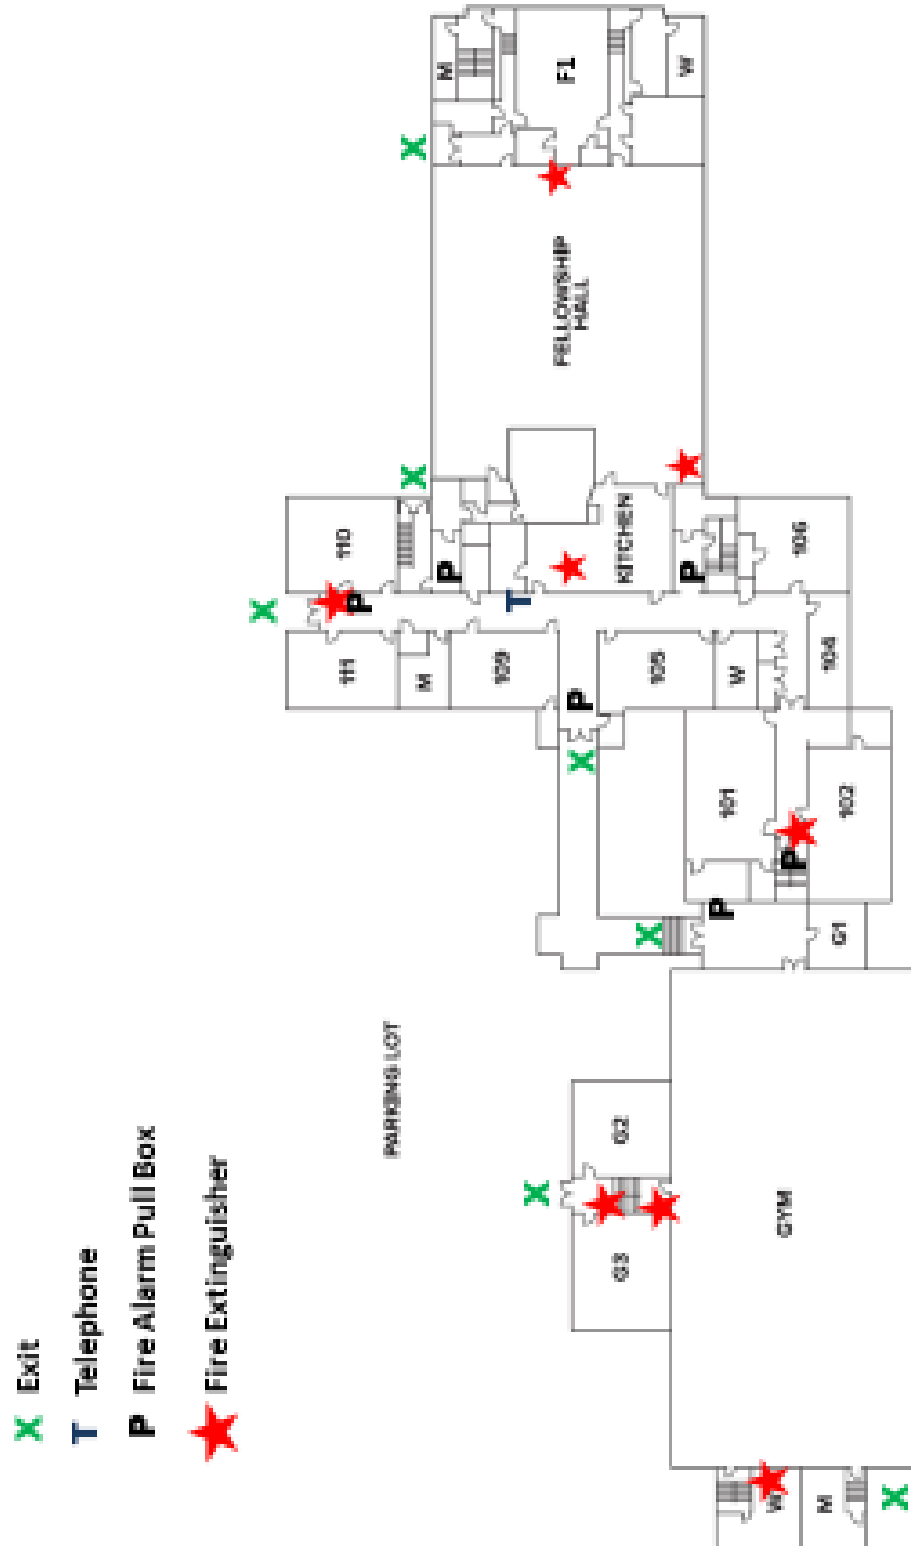 X Exit
T Telephone
P Fire Alarm Pull Box
Fire Extinguisher
X
111
110
P
PARKING LOT
X
X
M
M
P
109
T
X
F1
FELLOWSHIP
HALL
P
X
G3
G2
KITCHEN
X
105
W
P
P
101
W
W
GYM
P
106
M
104
G1
102
X